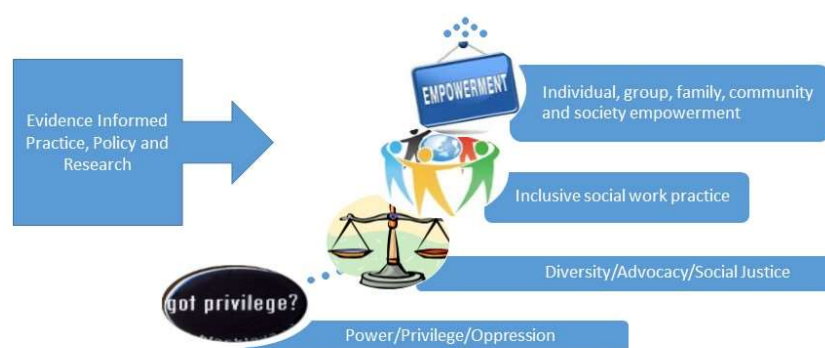 EMPOWERMENT
Individual, group, family, community
and society empowerment
Evidence Informed
Practice, Policy and
Research
Inclusive social work practice
Diversity/Advocacy/Social Justice
got privilege?
Power/Privilege/Oppression